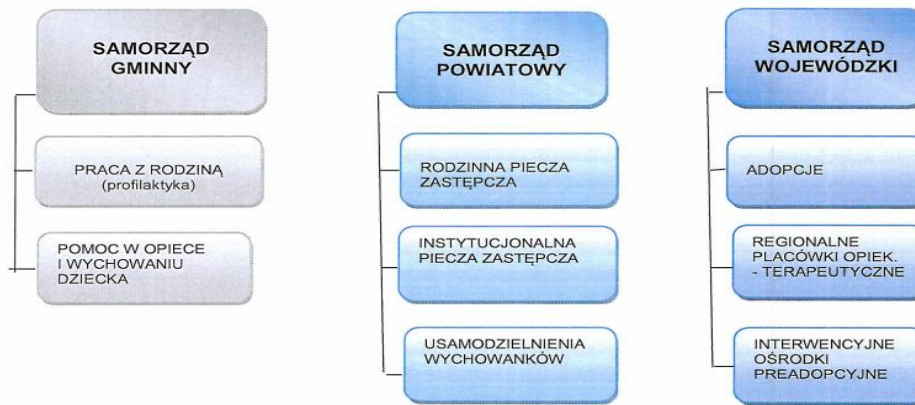 SAMORZĄD
GMINNY
PRACA Z RODZINĄ
(profilaktyka)
POMOC W OPIECE
I WYCHOWANIU
DZIECKA
SAMORZĄD
POWIATOWY
RODZINNA PIECZA
ZASTĘPCZA
INSTYTUCJONALNA
PIECZA ZASTĘPCZA
USAMODZIELNIENIA
WYCHOWANKÓW
SAMORZĄD
WOJEWÓDZKI
ADOPCJE
REGIONALNE
PLACÓWKI OPIEK.
- TERAPEUTYCZNE
INTERWENCYJNE
OŚRODKI
PREADOPCYJNE